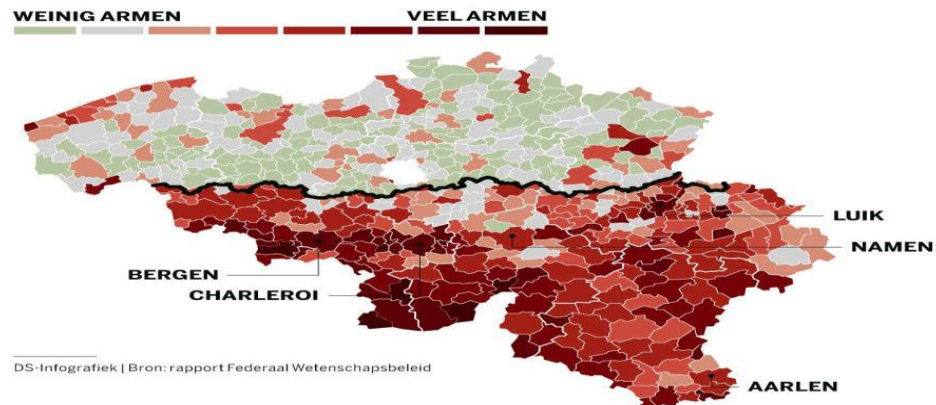 WEINIG ARMEN
VEEL ARMEN
LUIK
NAMEN
BERGEN
CHARLEROI
DS-Infografiek | Bron: rapport Federaal Wetenschapsbeleid
AARLEN